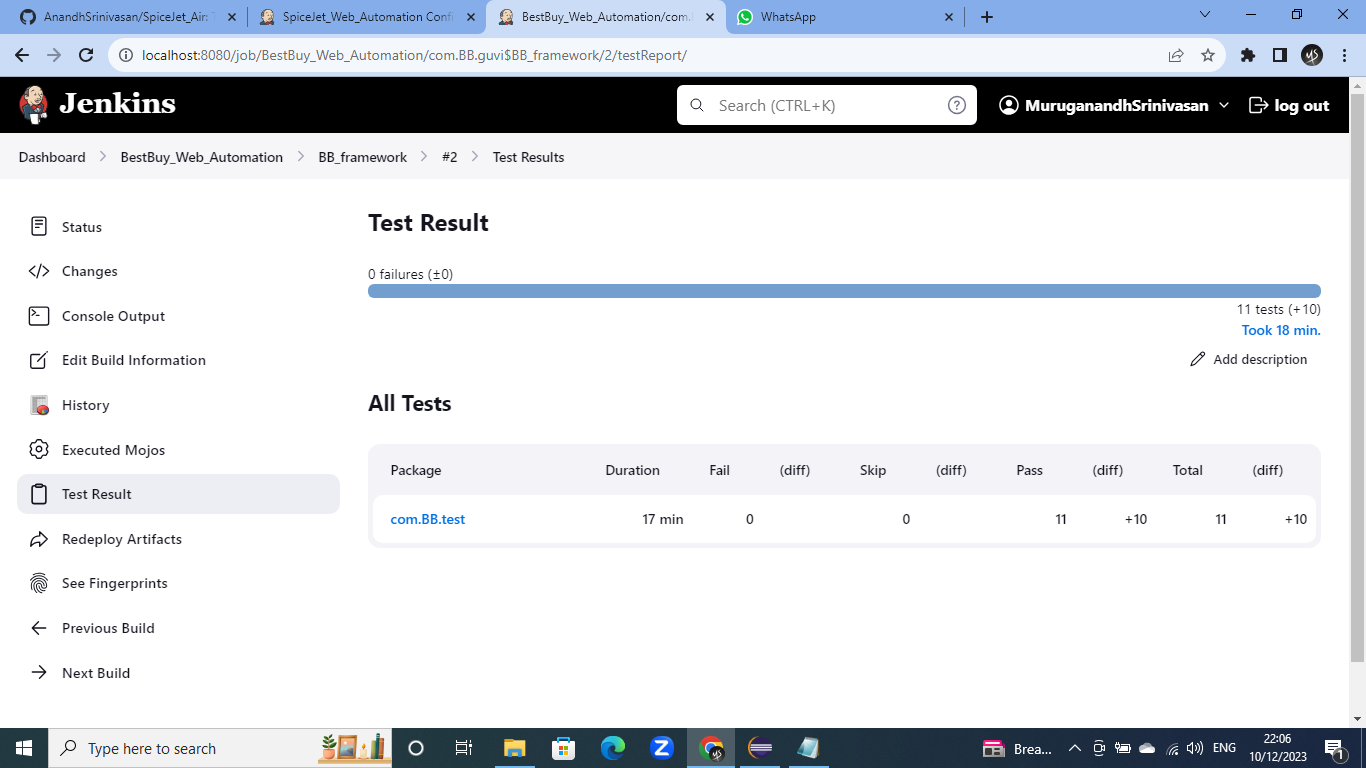 AnandhSrinivasan/SpiceJet_Air
SpiceJet_Web_Automation Confi
BestBuy_Web_Automation/com.
WhatsApp
localhost:8080/job/BestBuy_Web_Automation/com.BB.guvi$BB_framework/2/testReport/
Jenkins
Search (CTRL+K)
?
MuruganandhSrinivasan
log out
Dashboard
BestBuy_Web_Automation
BB_framework
#2
Test Results
Status
Changes
Console Output
Edit Build Information
History
Executed Mojos
Test Result
Redeploy Artifacts
See Fingerprints
Previous Build
Next Build
Test Result
0 failures (±0)
11 tests (+10)
Took 18 min.
Add description
All Tests
Package Duration Fail (diff) Skip (diff) Pass (diff) Total (diff)
com.BB.test 17 min 0 0 11 +10 11 +10
Type here to search
Brea...
ENG
22:06
10/12/2023
1